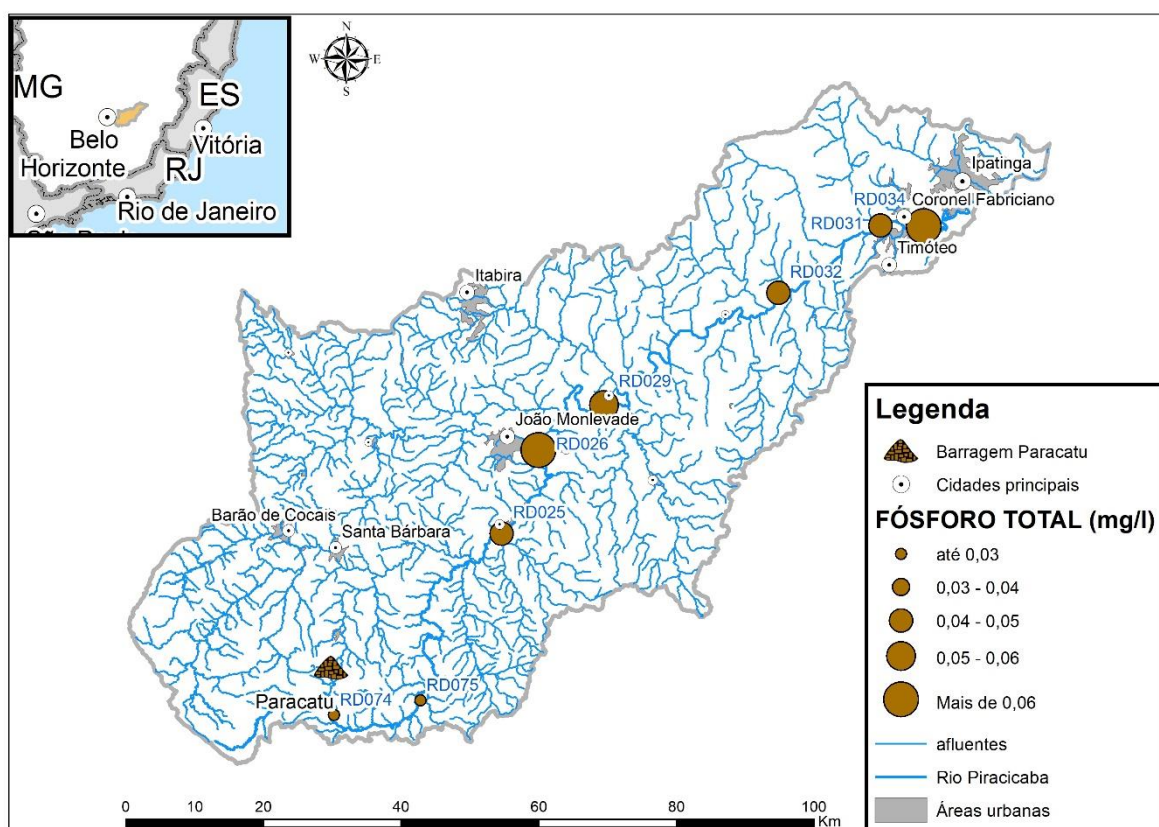 MG
ES
Belo
Horizonte
Vitória
RJ
Rio de Janeiro
N
W
E
S
Ipatinga
RD034
Coronel Fabriciano
RD031
Timóteo
RD032
Itabira
RD029
João Monlevade
RD026
RD025
Barão de Cocais
Santa Bárbara
RD075
Paracatu
RD074
Legenda
Barragem Paracatu
Cidades principais
FÓSFORO TOTAL (mg/l)
até 0,03
0,03 - 0,04
0,04 - 0,05
0,05 - 0,06
Mais de 0,06
afluentes
Rio Piracicaba
Áreas urbanas
0 20 40 60 80 100
Km